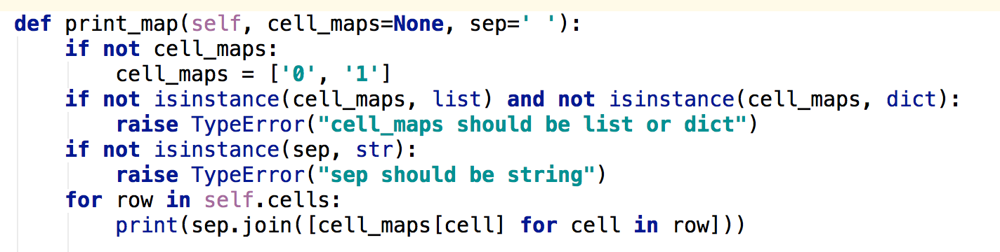 def print_map(self, cell_maps=None, sep=' '):
    if not cell_maps:
        cell_maps = ['0', '1']
    if not isinstance(cell_maps, list) and not isinstance(cell_maps, dict):
        raise TypeError("cell_maps should be list or dict")
    if not isinstance(sep, str):
        raise TypeError("sep should be string")
    for row in self.cells:
        print(sep.join([cell_maps[cell] for cell in row]))